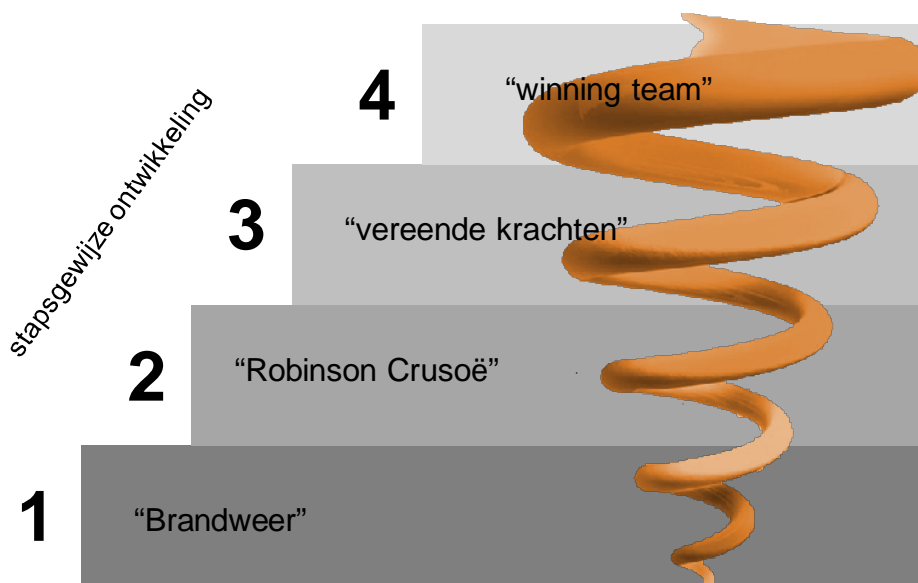 4
“winning team”
stapsgewijze ontwikkeling
3
“vereende krachten”
2
“Robinson Crusoë”
1
“Brandweer”